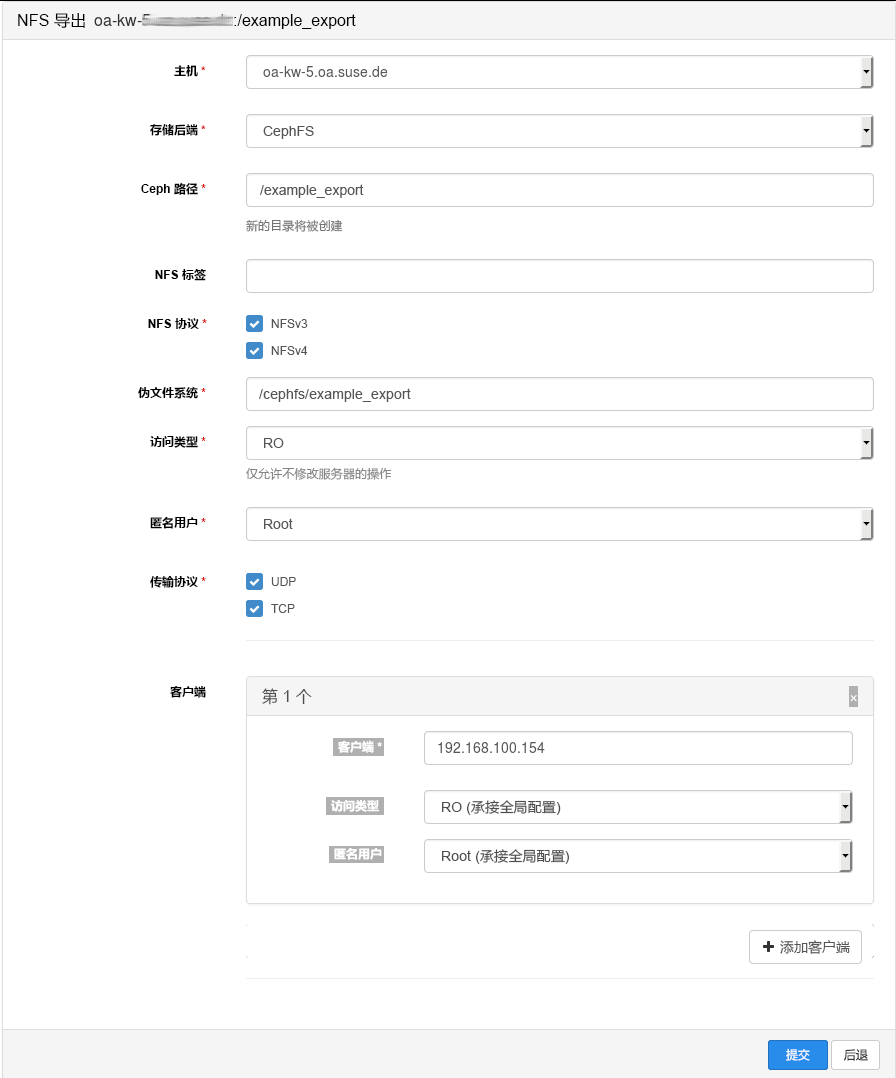 NFS 导出 oa-kw-5 :/example_export
主机 * oa-kw-5.oa.suse.de
存储后端 * CephFS
Ceph 路径 * /example_export
新的目录将被创建
NFS 标签
NFS 协议 * NFSv3
NFSv4
伪文件系统 * /cephfs/example_export
访问类型 * RO
仅允许不修改服务器的操作
匿名用户 * Root
传输协议 * UDP
TCP
客户端 第 1 个 ×
客户端 * 192.168.100.154
访问类型 RO (承接全局配置)
匿名用户 Root (承接全局配置)
+ 添加客户端
提交 后退